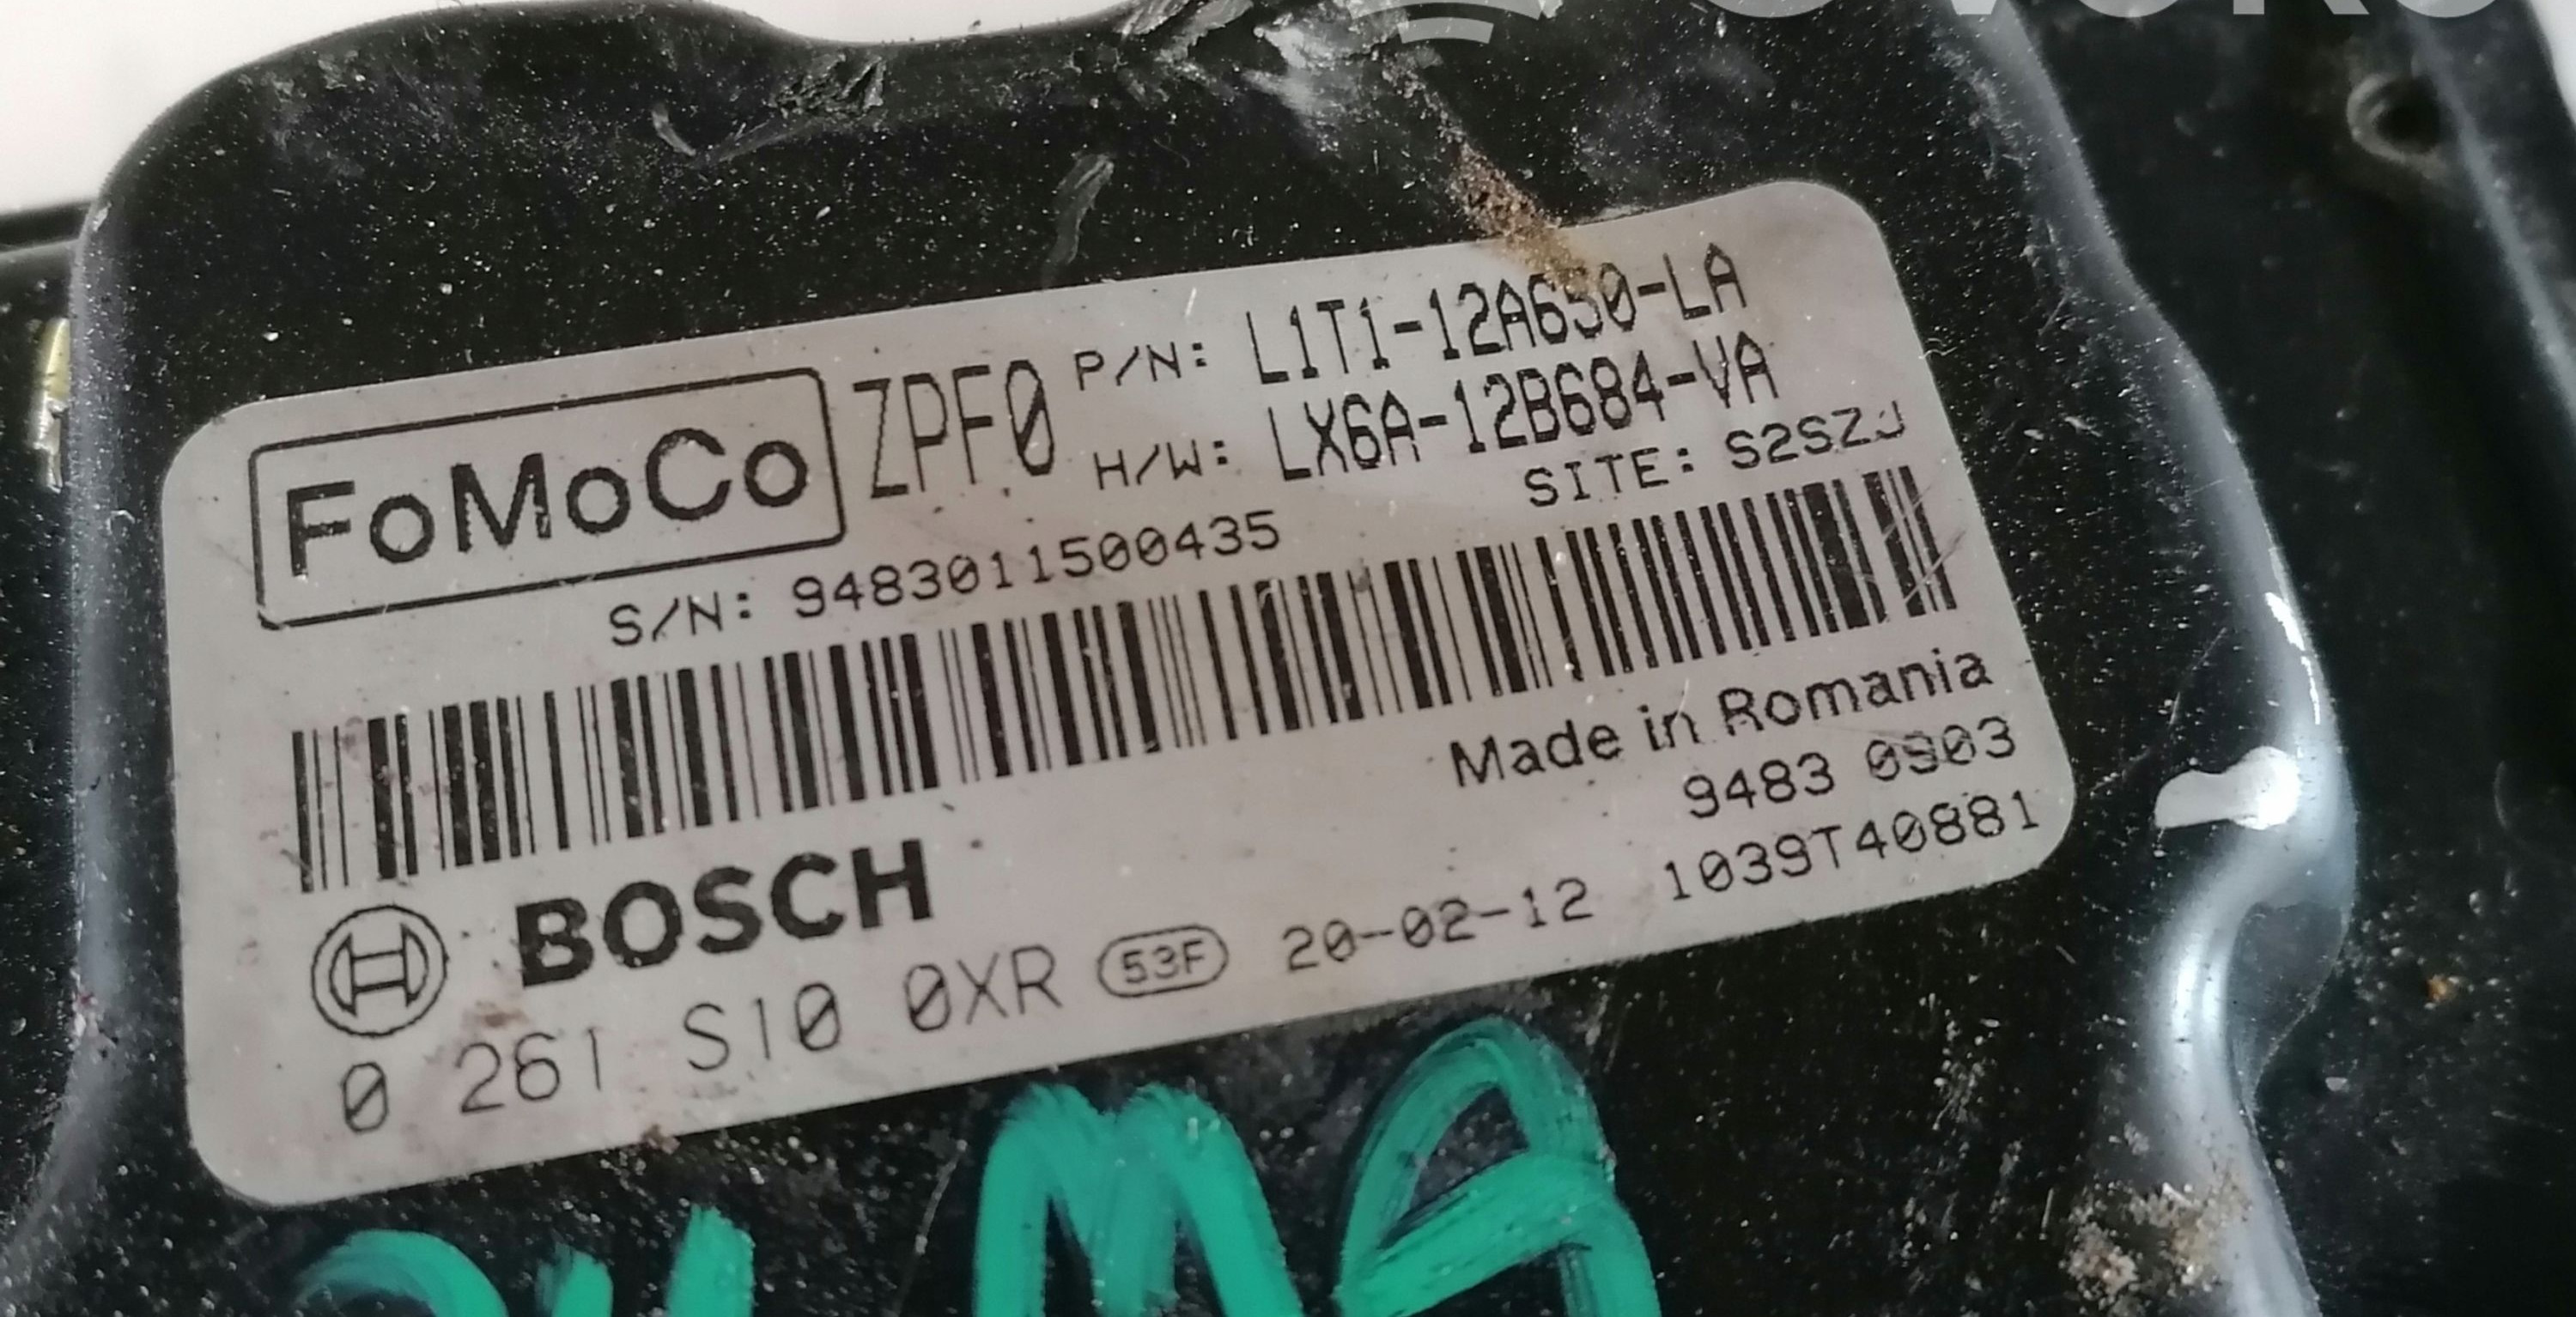 FoMoCo ZPF0 P/N: L1T1-12A650-LA
H/W: LX6A-12B684-VA
SITE: S2SZJ
S/N: 9483011500435
Made in Romania
9483 0903
BOSCH
0 261 S10 0XR 53F 20-02-12 1039T40881